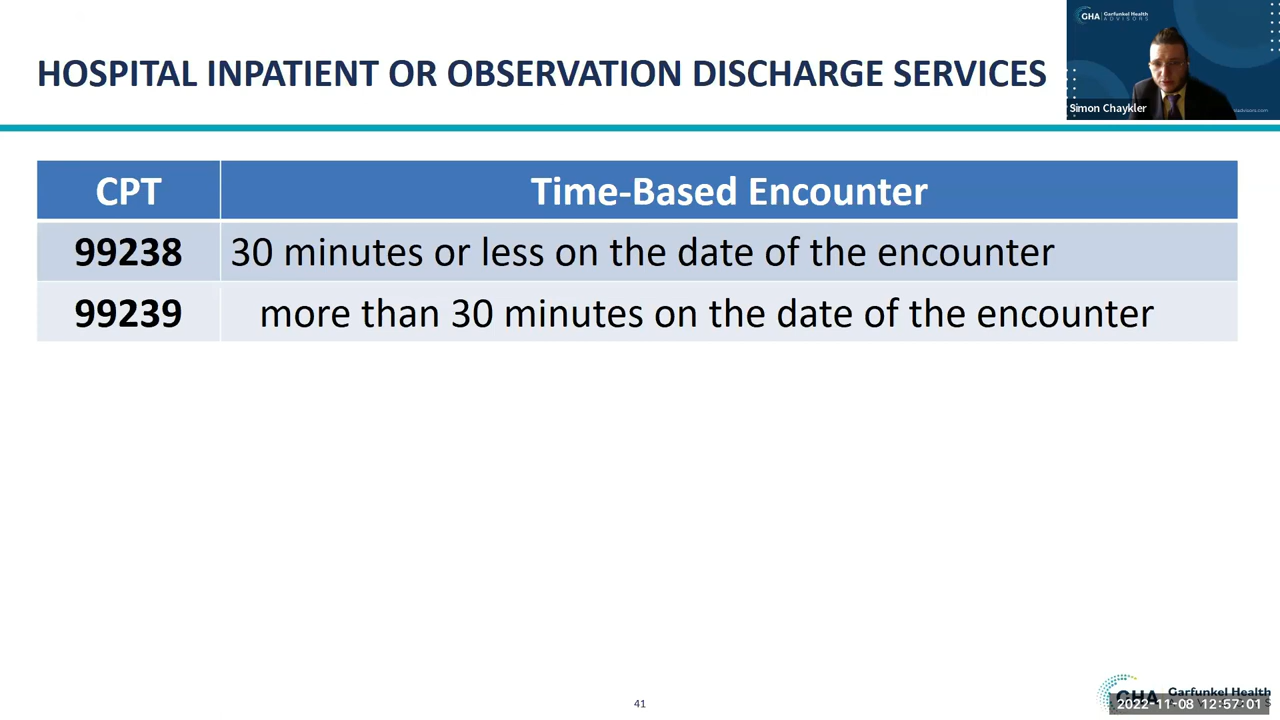 GHA Garfunkel Health
ADVISORS
HOSPITAL INPATIENT OR OBSERVATION DISCHARGE SERVICES
Simon Chaykler
CPT Time-Based Encounter
99238 30 minutes or less on the date of the encounter
99239 more than 30 minutes on the date of the encounter
41
GHA Garfunkel Health
2022-11-08 12:57:01